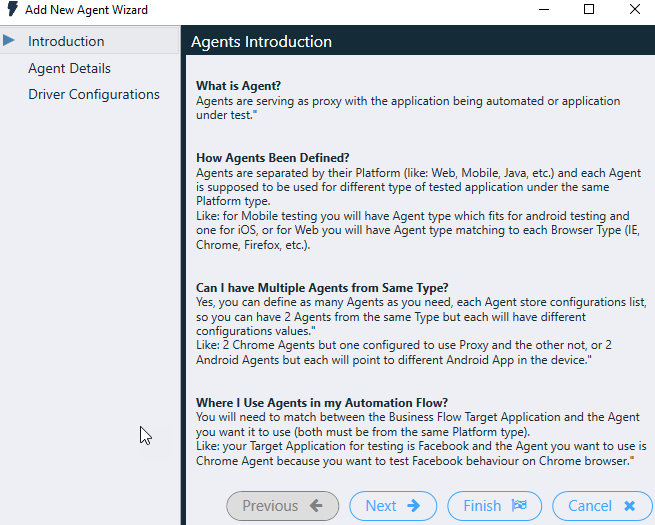 Add New Agent Wizard
Introduction
Agent Details
Driver Configurations
Agents Introduction
What is Agent?
Agents are serving as proxy with the application being automated or application
under test."
How Agents Been Defined?
Agents are separated by their Platform (like: Web, Mobile, Java, etc.) and each Agent
is supposed to be used for different type of tested application under the same
Platform type.
Like: for Mobile testing you will have Agent type which fits for android testing and
one for iOS, or for Web you will have Agent type matching to each Browser Type (IE,
Chrome, Firefox, etc.).
Can I have Multiple Agents from Same Type?
Yes, you can define as many Agents as you need, each Agent store configurations list,
so you can have 2 Agents from the same Type but each will have different
configurations values."
Like: 2 Chrome Agents but one configured to use Proxy and the other not, or 2
Android Agents but each will point to different Android App in the device."
Where I Use Agents in my Automation Flow?
You will need to match between the Business Flow Target Application and the Agent
you want it to use (both must be from the same Platform type).
Like: your Target Application for testing is Facebook and the Agent you want to use is
Chrome Agent because you want to test Facebook behaviour on Chrome browser."
Previous
Next
Finish
Cancel